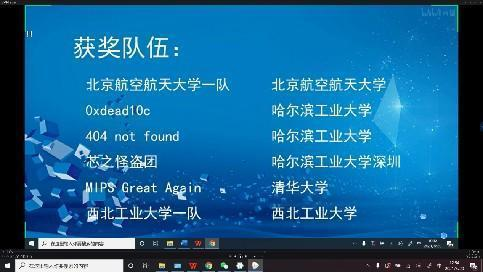 获奖队伍：
北京航空航天大学一队 北京航空航天大学
0xdead10c 哈尔滨工业大学
404 not found 哈尔滨工业大学
芯之怪盗团 哈尔滨工业大学深圳
MIPS Great Again 清华大学
西北工业大学一队 西北工业大学